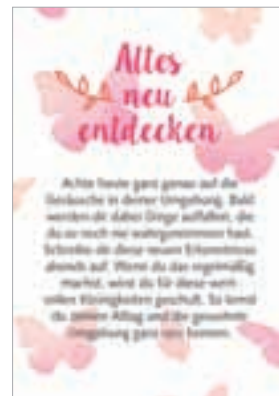 Altes
neu
entdecken
Achte heute ganz genau auf die
Geräusche in deiner Umgebung. Bald
werden dir dabei Dinge auffallen, die
du so noch nie wahrgenommen hast.
Schreibe dir diese neuen Erkenntnisse
abends auf. Wenn du das regelmäßig
machst, wirst du für diese wert-
vollen Kleinigkeiten geschult. So lernst
du deinen Alltag und die gewohnte
Umgebung ganz neu kennen.